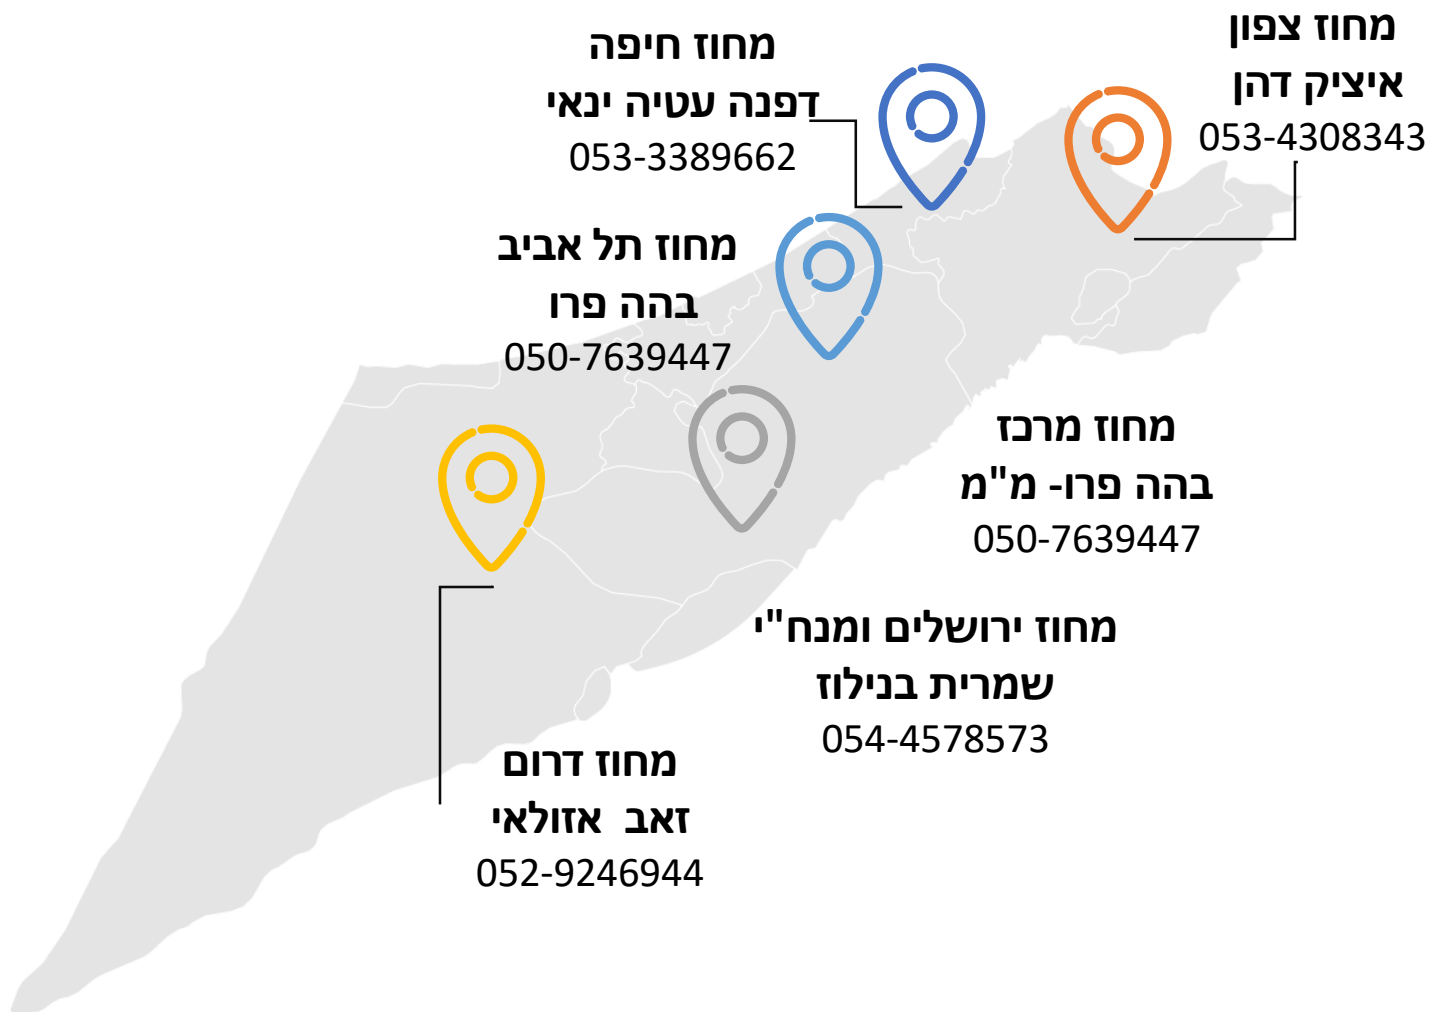 מחוז צפון
איציק דהן
053-4308343
מחוז חיפה
דפנה עטיה ינאי
053-3389662
מחוז תל אביב
בהה פרו
050-7639447
מחוז מרכז
בהה פרו- מ"מ
050-7639447
מחוז ירושלים ומנח"י
שמרית בנילוז
054-4578573
מחוז דרום
זאב אזולאי
052-9246944